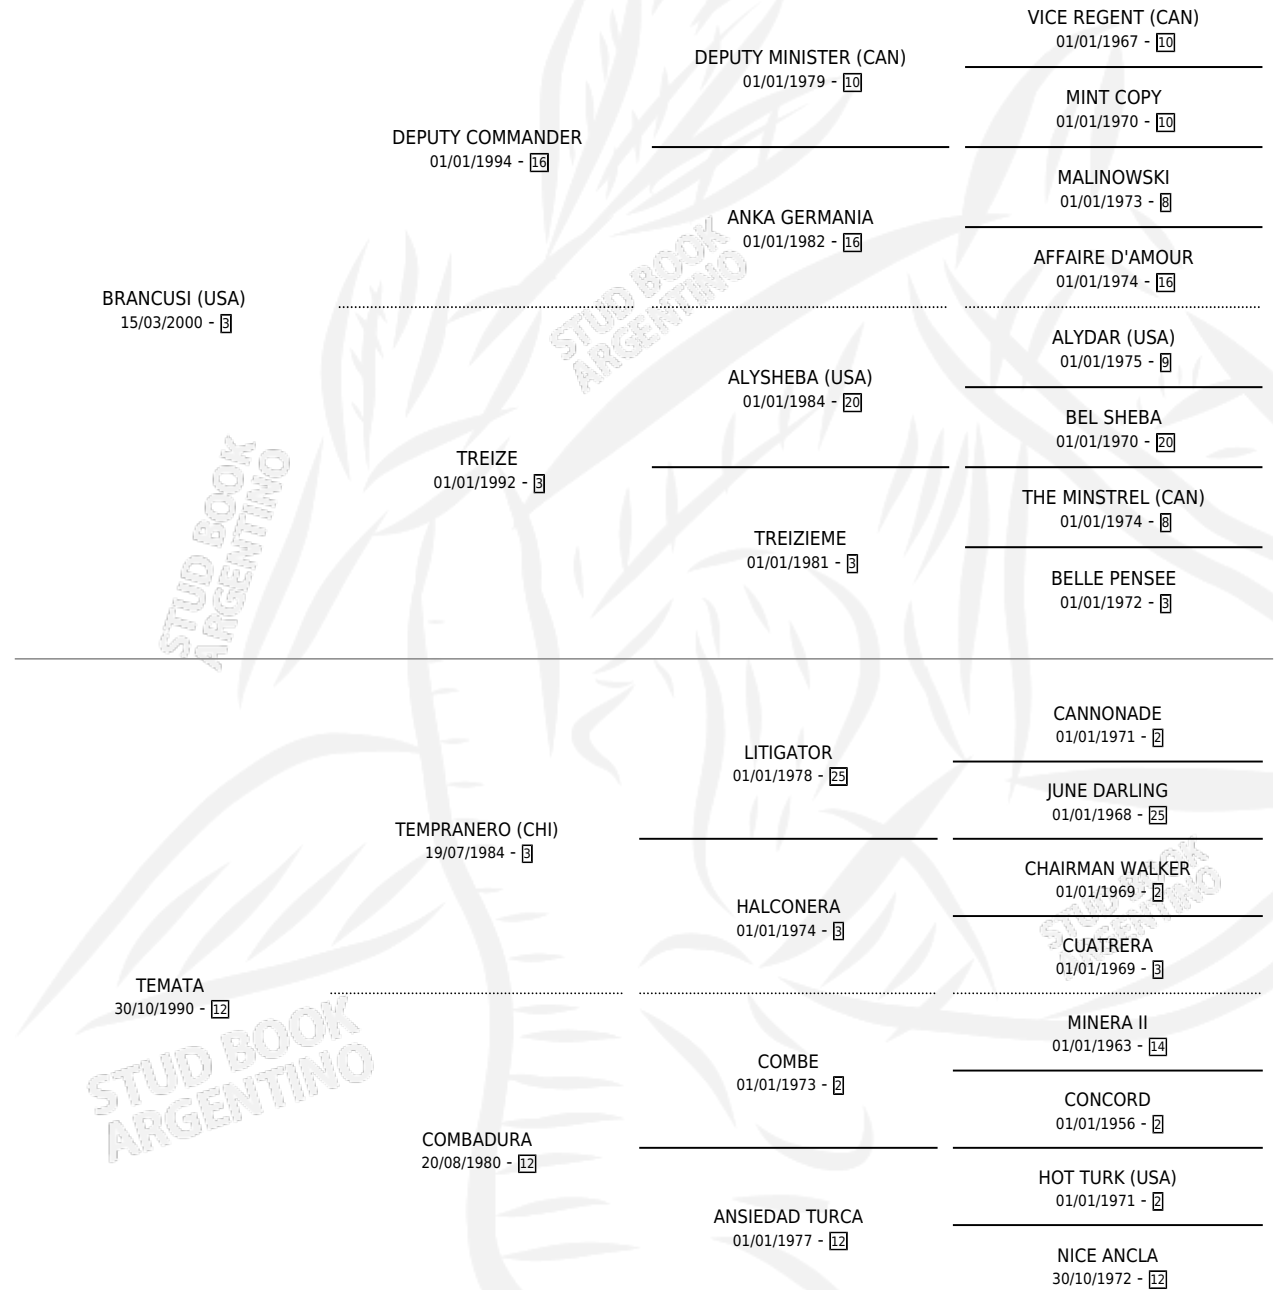 VICE REGENT (CAN)
01/01/1967 - 10
DEPUTY MINISTER (CAN)
01/01/1979 - 10
MINT COPY
01/01/1970 - 10
DEPUTY COMMANDER
01/01/1994 - 16
MALINOWSKI
01/01/1973 - 8
ANKA GERMANIA
01/01/1982 - 16
AFFAIRE D'AMOUR
01/01/1974 - 16
BRANCUSI (USA)
15/03/2000 - 3
ALYDAR (USA)
01/01/1975 - 9
ALYSHEBA (USA)
01/01/1984 - 20
BEL SHEBA
01/01/1970 - 20
TREIZE
01/01/1992 - 3
THE MINSTREL (CAN)
01/01/1974 - 8
TREIZIEME
01/01/1981 - 3
BELLE PENSEE
01/01/1972 - 3
CANNONADE
01/01/1971 - 2
LITIGATOR
01/01/1978 - 25
JUNE DARLING
01/01/1968 - 25
TEMPRANERO (CHI)
19/07/1984 - 3
CHAIRMAN WALKER
01/01/1969 - 2
HALCONERA
01/01/1974 - 3
CUATRERA
01/01/1969 - 3
TEMATA
30/10/1990 - 12
MINERA II
01/01/1963 - 14
COMBE
01/01/1973 - 2
CONCORD
01/01/1956 - 2
COMBADURA
20/08/1980 - 12
HOT TURK (USA)
01/01/1971 - 2
ANSIEDAD TURCA
01/01/1977 - 12
NICE ANCLA
30/10/1972 - 12
STUD BOOK
ARGENTINO
STUD BOOK
ARGENTINO
STUD BOOK
ARGENTINO
STUD BOOK
ARGENTINO